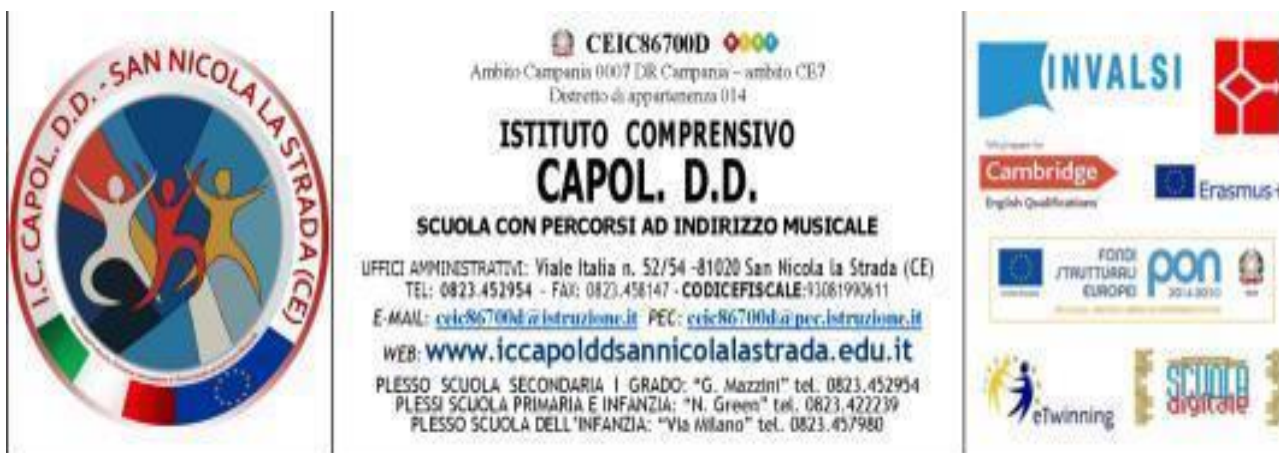 I.C. CAPOL. D.D. - SAN NICOLA LA STRADA (CE)
CEIC86700D
Ambito Campania 0007 DR Campania – ambito CE7
Distretto di appartenenza 014
ISTITUTO COMPRENSIVO
CAPOL. D.D.
SCUOLA CON PERCORSI AD INDIRIZZO MUSICALE
UFFICI AMMINISTRATIVI: Viale Italia n. 52/54 -81020 San Nicola la Strada (CE)
TEL: 0823.452954 - FAX: 0823.458147 - CODICEFISCALE:93081990611
E-MAIL: ceic86700d@istruzione.it PEC: ceic86700d@pec.istruzione.it
WEB: www.iccapolddsannicolalastrada.edu.it
PLESSO SCUOLA SECONDARIA I GRADO: "G. Mazzini" tel. 0823.452954
PLESSI SCUOLA PRIMARIA E INFANZIA: "N. Green" tel. 0823.422239
PLESSO SCUOLA DELL'INFANZIA: "Via Milano" tel. 0823.457980
INVALSI
Cambridge
English Qualifications
Erasmus+
FONDI
STRUTTURALI
EUROPEI
pon
2014-2020
eTwinning
SCUOLA
digitale